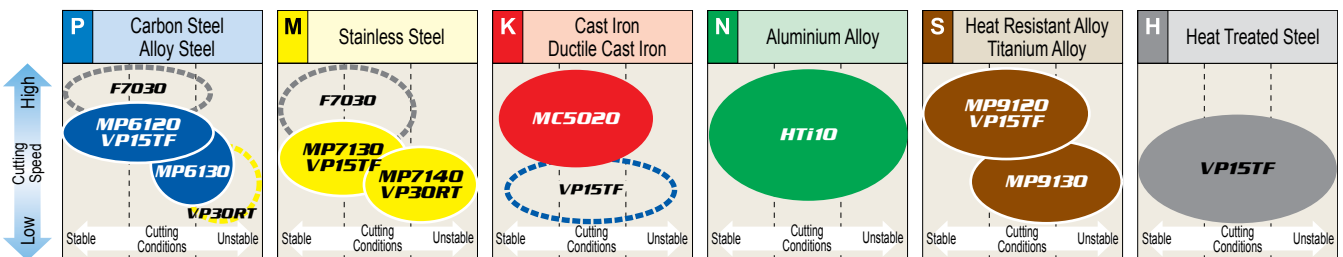 High
Cutting
Speed
Low
P
Carbon Steel
Alloy Steel
F7030
MP6120
VP15TF
MP6130
VP30RT
Stable
Cutting
Conditions
Unstable
M
Stainless Steel
F7030
MP7130
VP15TF
MP7140
VP30RT
Stable
Cutting
Conditions
Unstable
K
Cast Iron
Ductile Cast Iron
MC5020
VP15TF
Stable
Cutting
Conditions
Unstable
N
Aluminium Alloy
HTi10
Stable
Cutting
Conditions
Unstable
S
Heat Resistant Alloy
Titanium Alloy
MP9120
VP15TF
MP9130
Stable
Cutting
Conditions
Unstable
H
Heat Treated Steel
VP15TF
Stable
Cutting
Conditions
Unstable